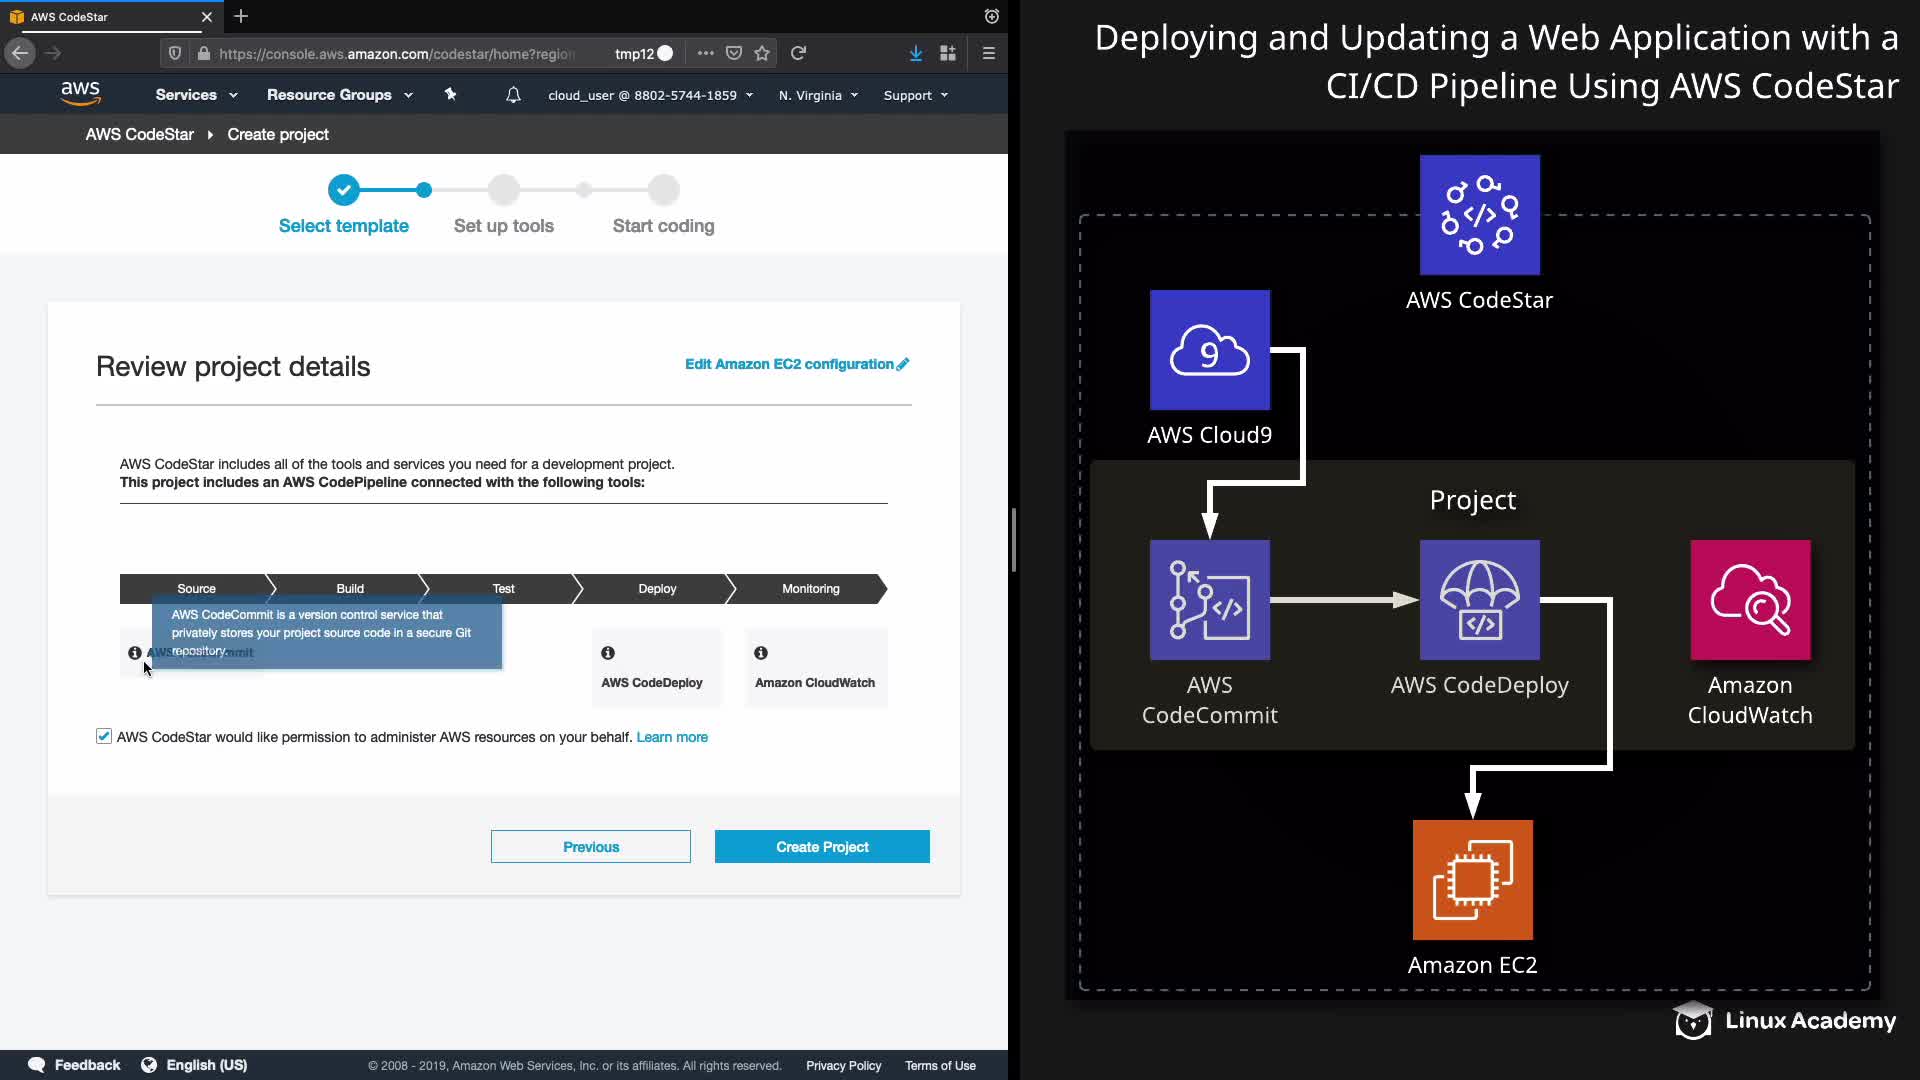 AWS CodeStar
https://console.aws.amazon.com/codestar/home?region
tmp12
aws
Services
Resource Groups
cloud_user @ 8802-5744-1859
N. Virginia
Support
AWS CodeStar
Create project
Select template
Set up tools
Start coding
Review project details
Edit Amazon EC2 configuration
AWS CodeStar includes all of the tools and services you need for a development project.
This project includes an AWS CodePipeline connected with the following tools:
Source
Build
Test
Deploy
Monitoring
AWS CodeCommit is a version control service that
privately stores your project source code in a secure Git
repository.
AWS CodeDeploy
Amazon CloudWatch
AWS CodeStar would like permission to administer AWS resources on your behalf. Learn more
Previous
Create Project
Feedback
English (US)
© 2008 - 2019, Amazon Web Services, Inc. or its affiliates. All rights reserved.
Privacy Policy
Terms of Use
Deploying and Updating a Web Application with a
CI/CD Pipeline Using AWS CodeStar
AWS CodeStar
9
AWS Cloud9
Project
AWS
CodeCommit
AWS CodeDeploy
Amazon
CloudWatch
Amazon EC2
Linux Academy